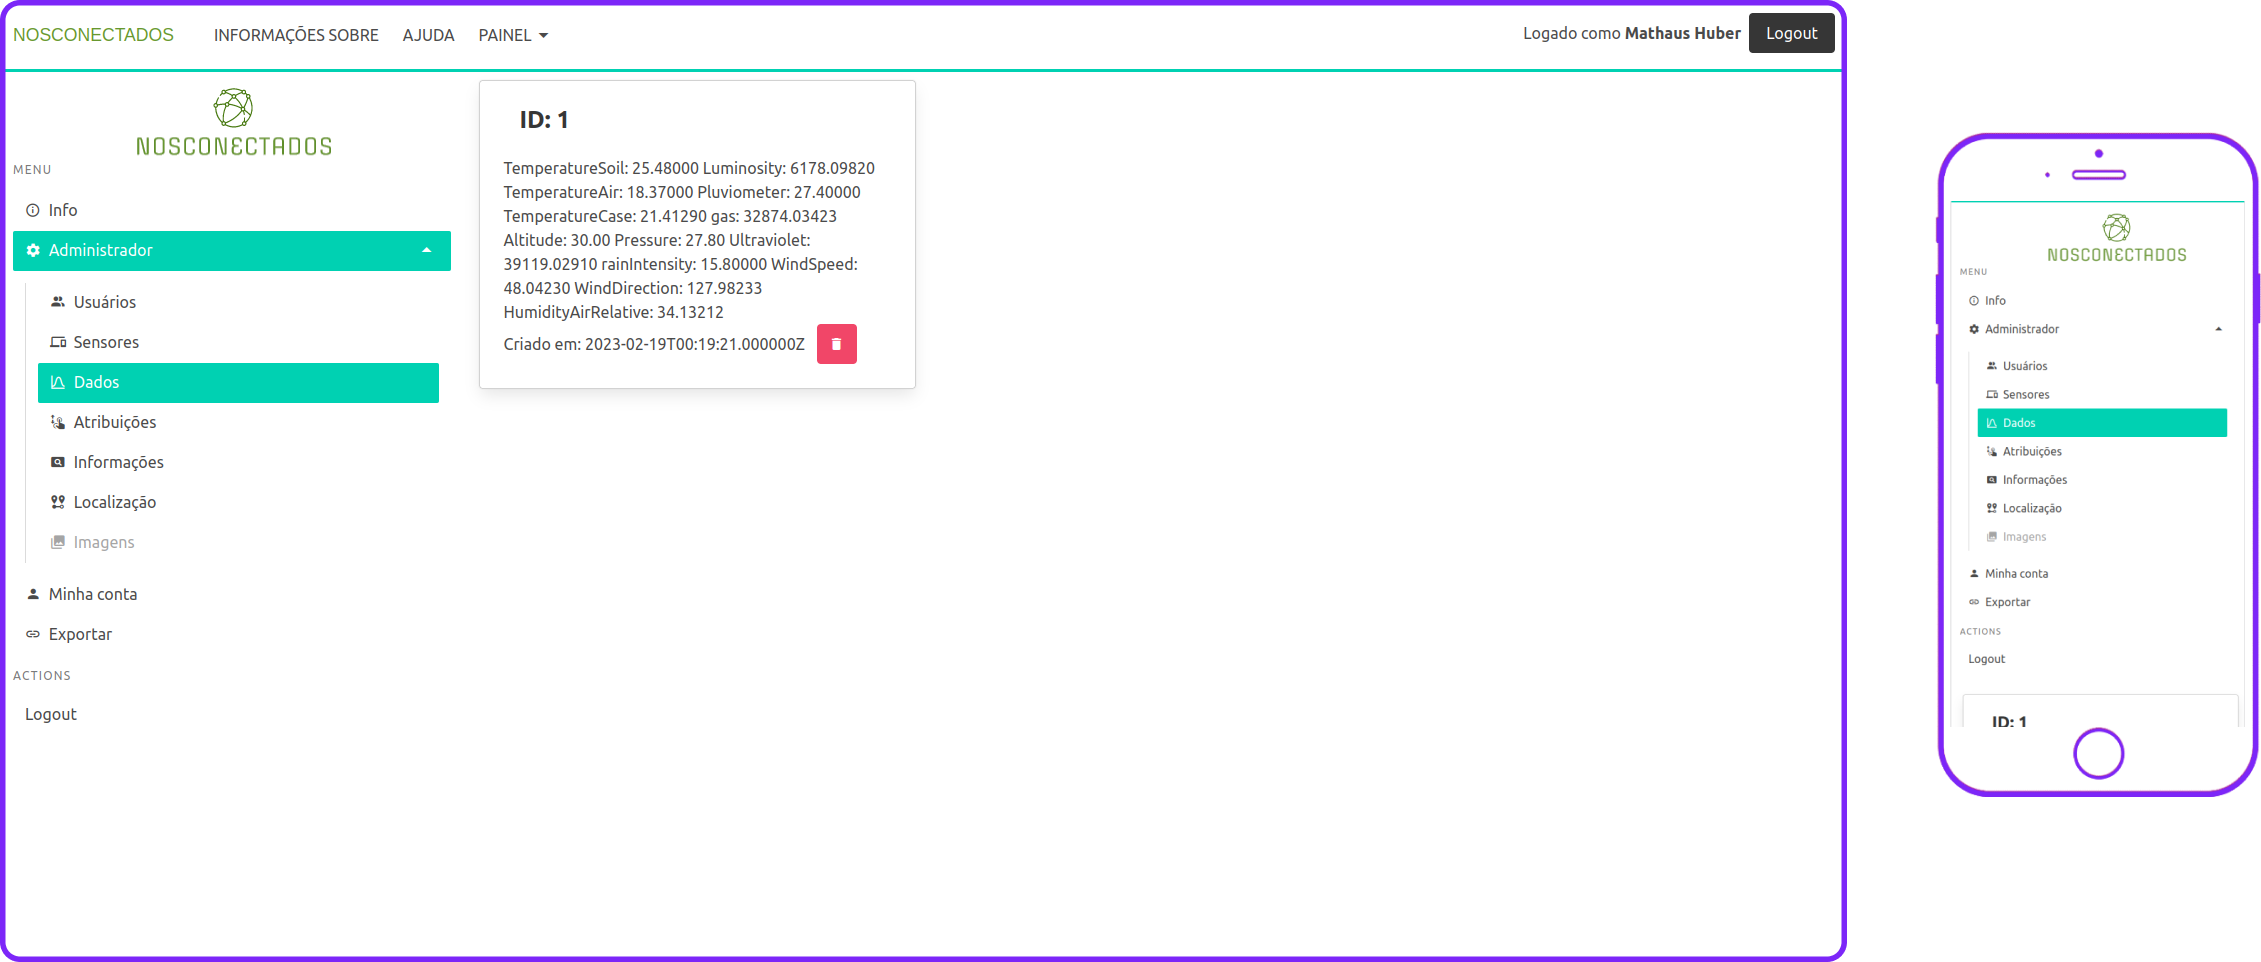 NOSCONECTADOS INFORMAÇÕES SOBRE AJUDA PAINEL Logado como Mathaus Huber Logout
NOSCONECTADOS
MENU
Info
Administrador
Usuários
Sensores
Dados
Atribuições
Informações
Localização
Imagens
Minha conta
Exportar
ACTIONS
Logout
ID: 1
TemperatureSoil: 25.48000 Luminosity: 6178.09820
TemperatureAir: 18.37000 Pluviometer: 27.40000
TemperatureCase: 21.41290 gas: 32874.03423
Altitude: 30.00 Pressure: 27.80 Ultraviolet:
39119.02910 rainIntensity: 15.80000 WindSpeed:
48.04230 WindDirection: 127.98233
HumidityAirRelative: 34.13212
Criado em: 2023-02-19T00:19:21.000000Z
NOSCONECTADOS
MENU
Info
Administrador
Usuários
Sensores
Dados
Atribuições
Informações
Localização
Imagens
Minha conta
Exportar
ACTIONS
Logout
ID: 1